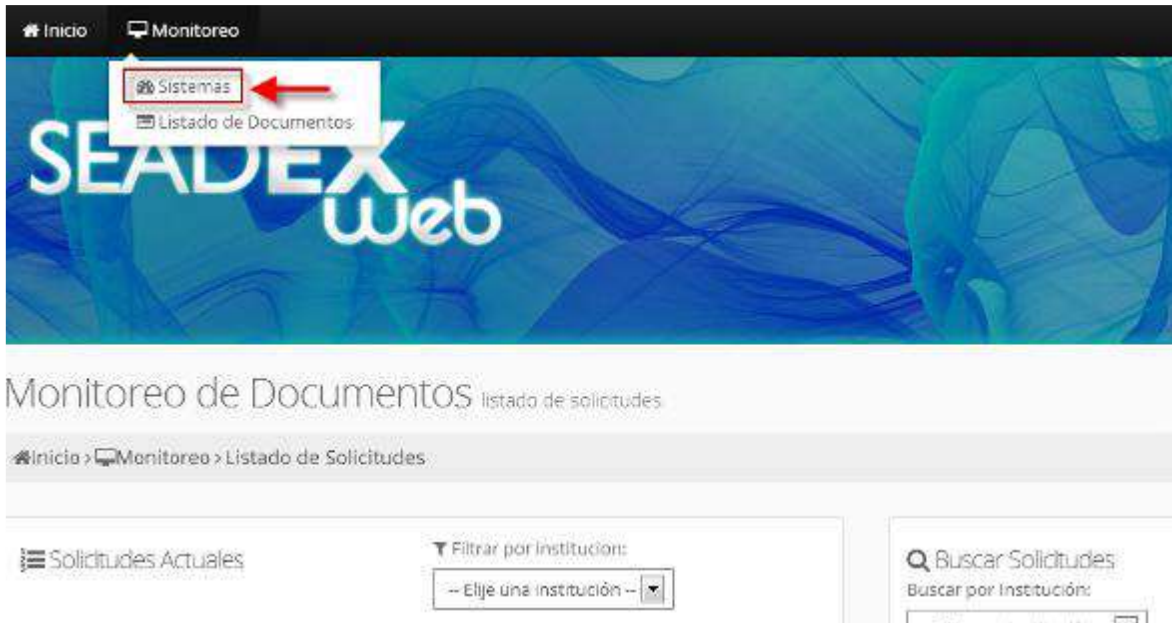 Inicio Monitoreo
Sistemas
Listado de Documentos
SEADEX
web
Monitoreo de Documentos listado de solicitudes
Inicio > Monitoreo > Listado de Solicitudes
Solicitudes Actuales
Filtrar por institucion:
-- Elije una institución --
Buscar Solicitudes
Buscar por Institución: